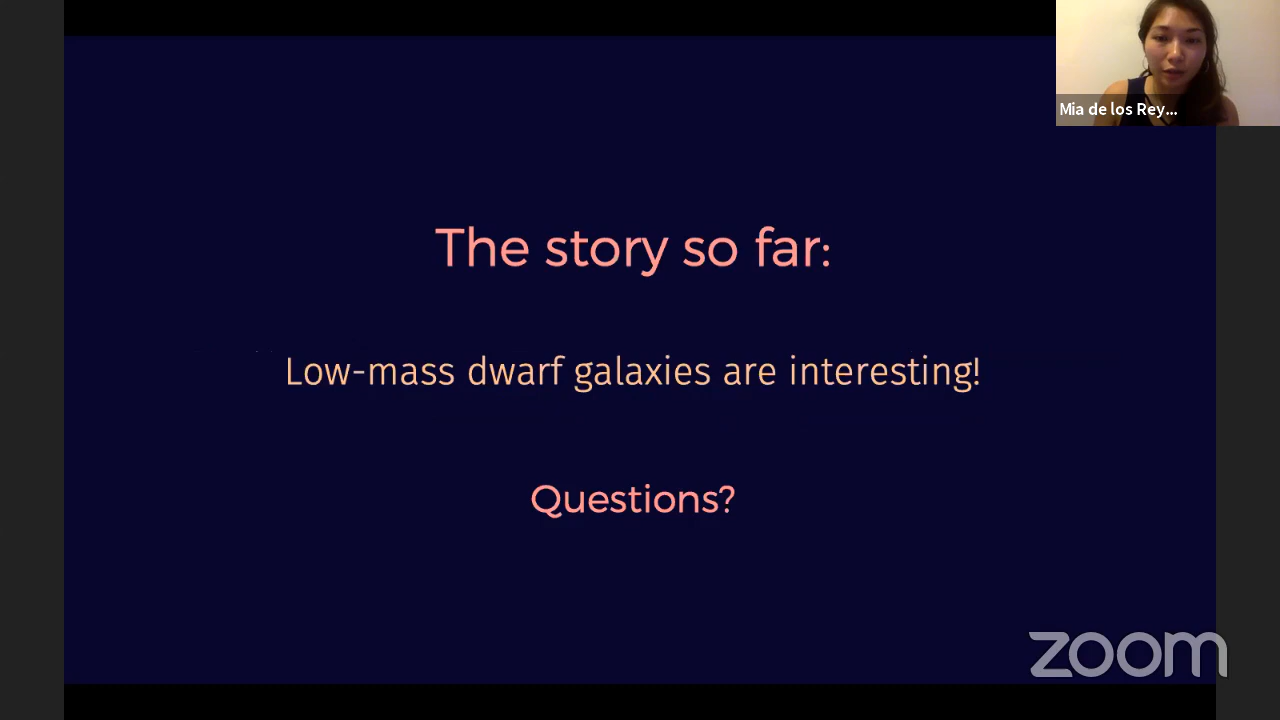 Mia de los Rey...
The story so far:
Low-mass dwarf galaxies are interesting!
Questions?
zoom